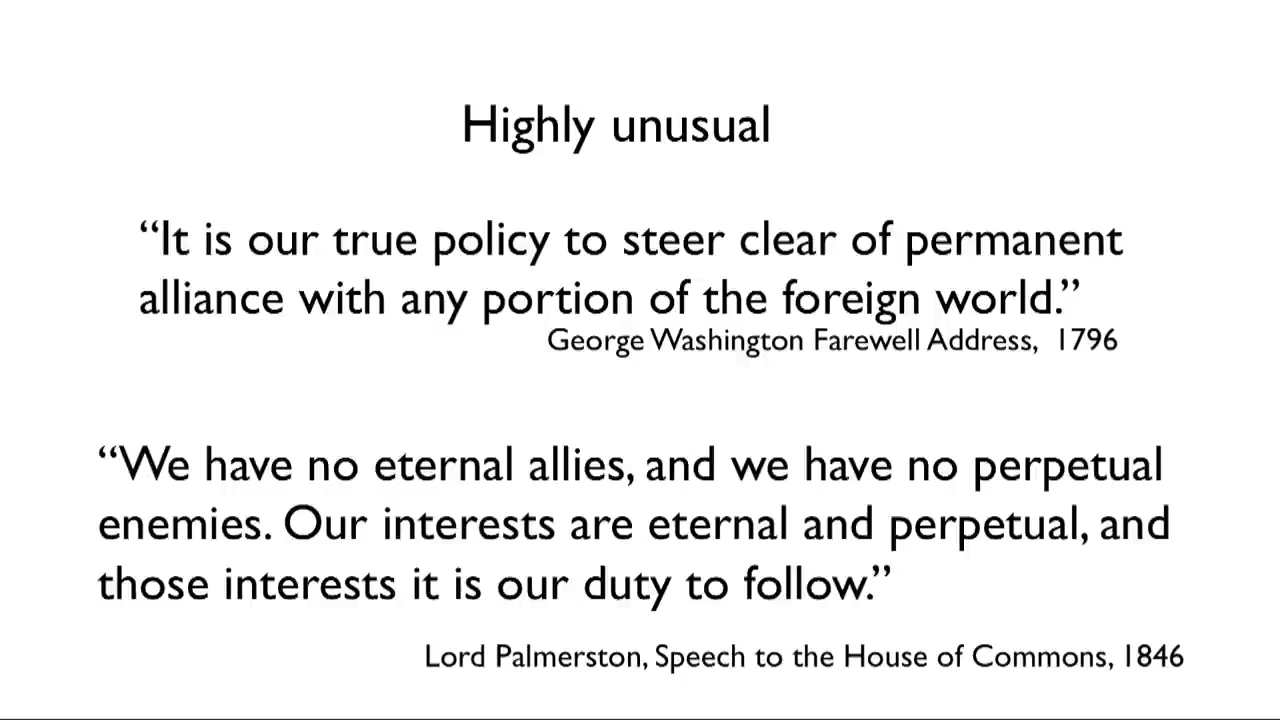 Highly unusual
“It is our true policy to steer clear of permanent
alliance with any portion of the foreign world.”
George Washington Farewell Address, 1796
“We have no eternal allies, and we have no perpetual
enemies. Our interests are eternal and perpetual, and
those interests it is our duty to follow.”
Lord Palmerston, Speech to the House of Commons, 1846